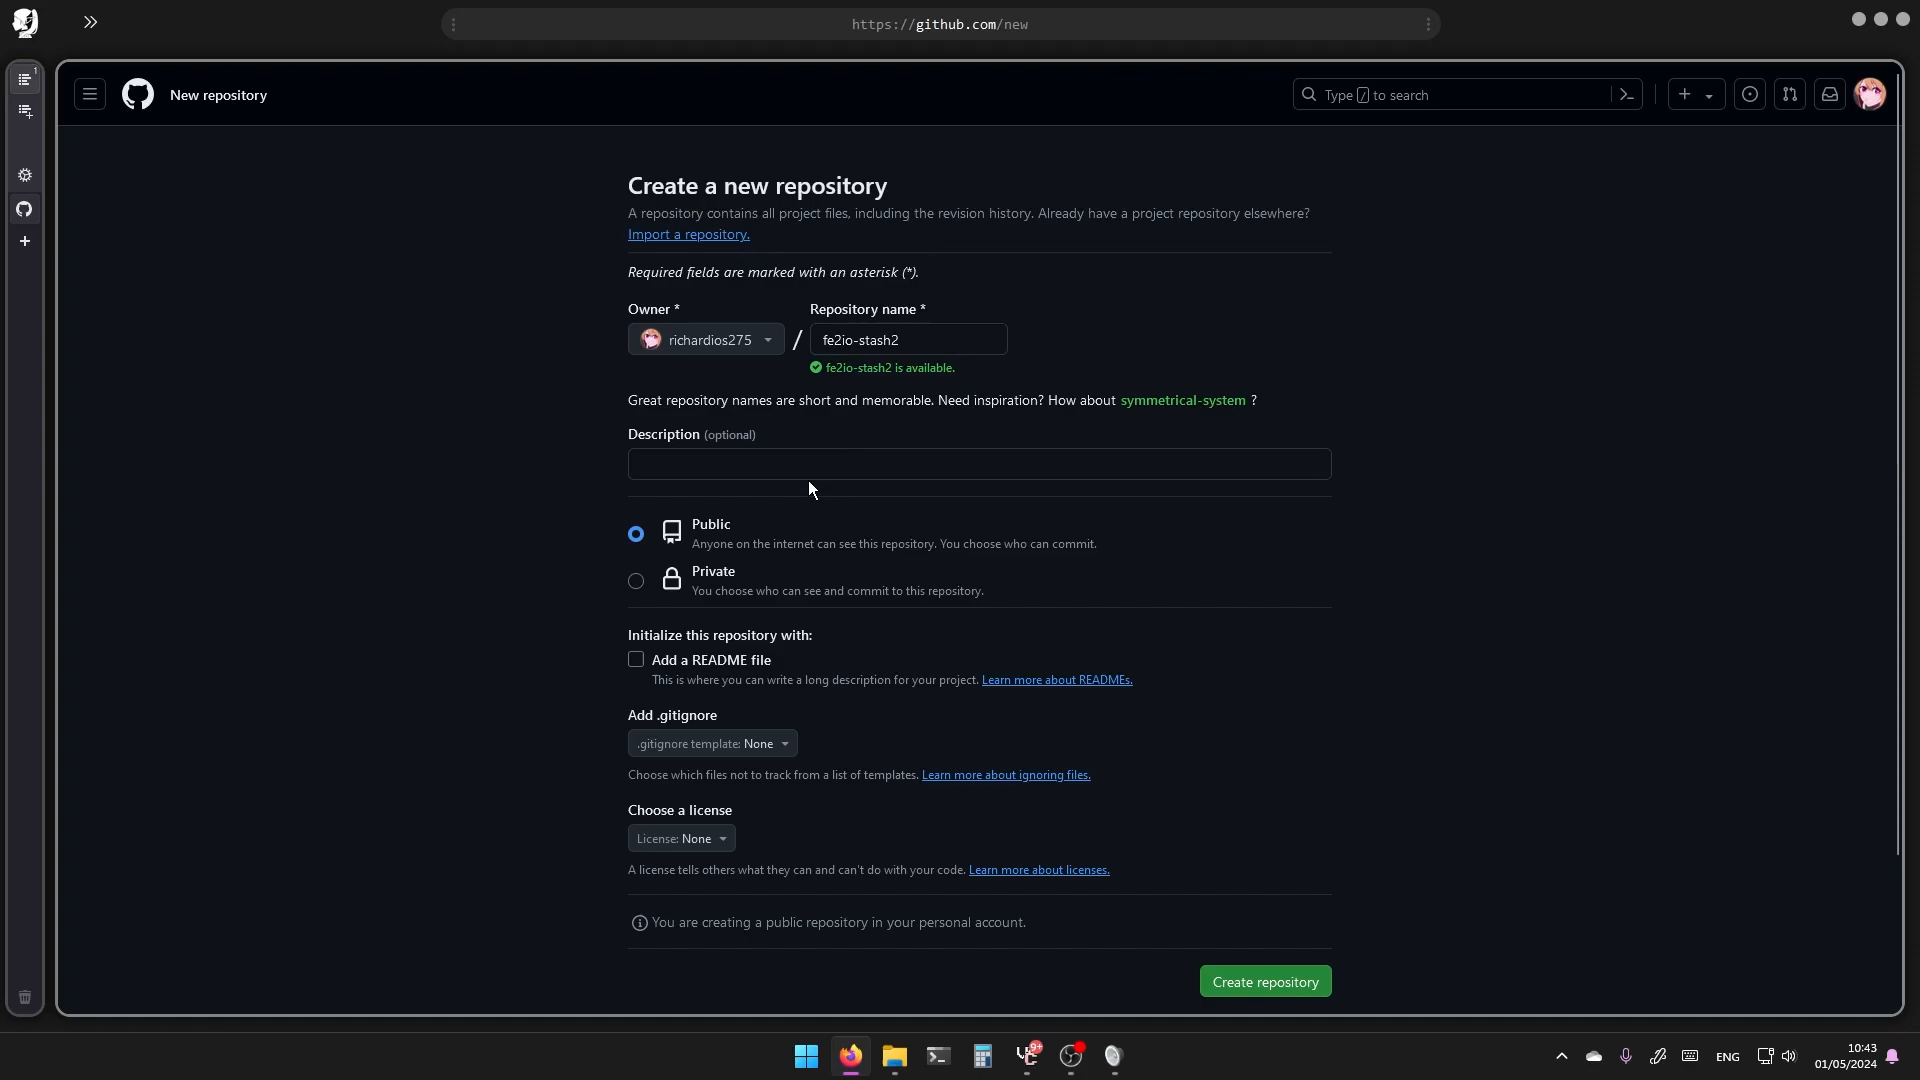 https://github.com/new
1
New repository
Type / to search
Create a new repository
A repository contains all project files, including the revision history. Already have a project repository elsewhere?
Import a repository.
Required fields are marked with an asterisk (*).
Owner *
Repository name *
richardios275
/
fe2io-stash2
fe2io-stash2 is available.
Great repository names are short and memorable. Need inspiration? How about symmetrical-system ?
Description (optional)
Public
Anyone on the internet can see this repository. You choose who can commit.
Private
You choose who can see and commit to this repository.
Initialize this repository with:
Add a README file
This is where you can write a long description for your project. Learn more about READMEs.
Add .gitignore
.gitignore template: None
Choose which files not to track from a list of templates. Learn more about ignoring files.
Choose a license
License: None
A license tells others what they can and can't do with your code. Learn more about licenses.
You are creating a public repository in your personal account.
Create repository
9+
ENG
10:43
01/05/2024